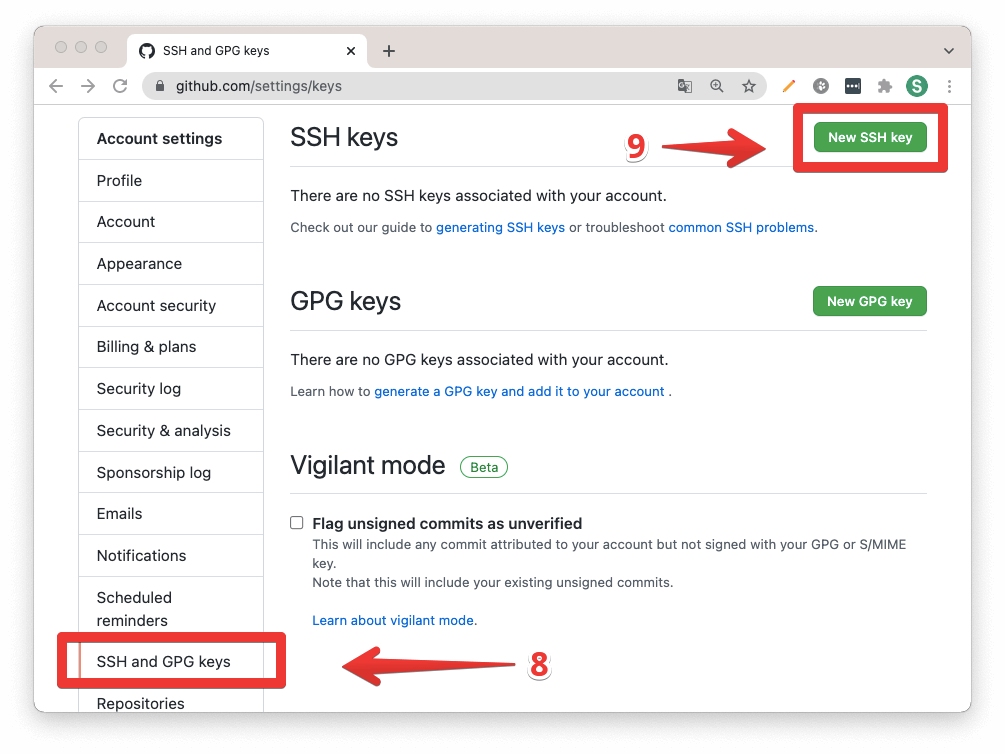 SSH and GPG keys
github.com/settings/keys
S
Account settings
Profile
Account
Appearance
Account security
Billing & plans
Security log
Security & analysis
Sponsorship log
Emails
Notifications
Scheduled
reminders
SSH and GPG keys
Repositories
8
SSH keys
9
New SSH key
There are no SSH keys associated with your account.
Check out our guide to generating SSH keys or troubleshoot common SSH problems.
GPG keys
New GPG key
There are no GPG keys associated with your account.
Learn how to generate a GPG key and add it to your account .
Vigilant mode Beta
Flag unsigned commits as unverified
This will include any commit attributed to your account but not signed with your GPG or S/MIME
key.
Note that this will include your existing unsigned commits.
Learn about vigilant mode.